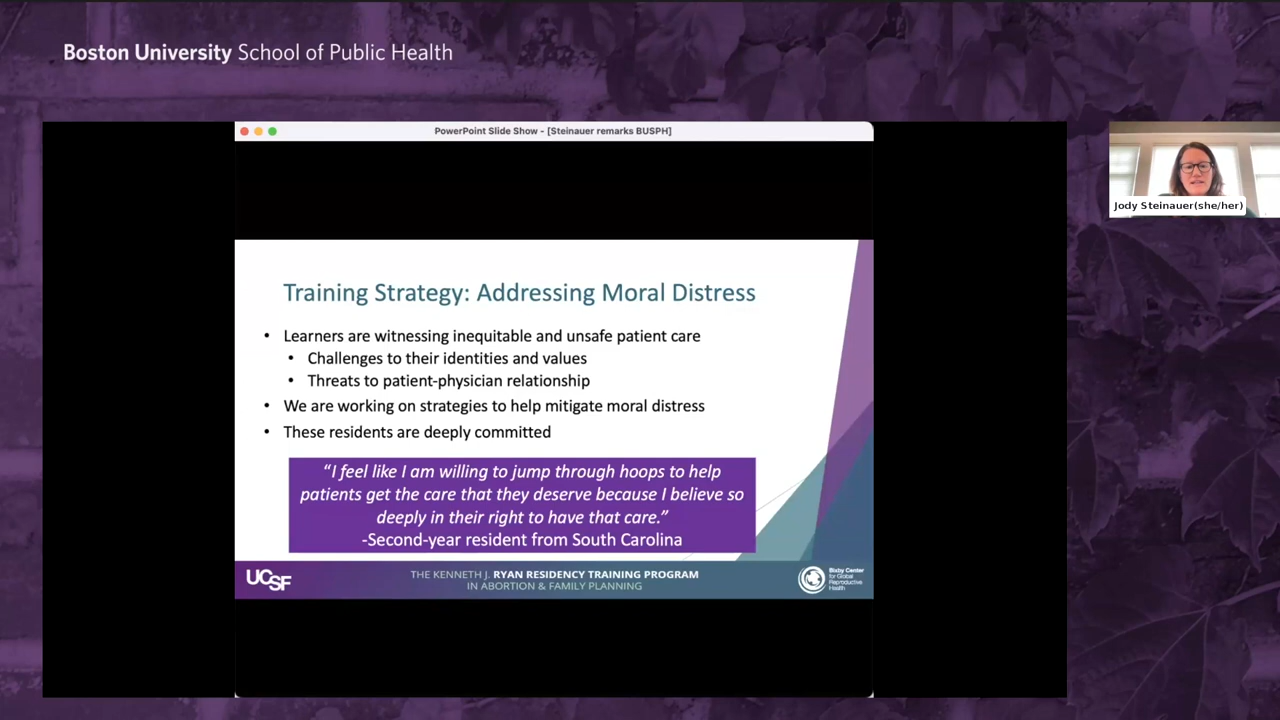 Boston University School of Public Health
PowerPoint Slide Show - [Steinauer remarks BUSPH]
Jody Steinauer(she/her)
Training Strategy: Addressing Moral Distress
• Learners are witnessing inequitable and unsafe patient care
• Challenges to their identities and values
• Threats to patient-physician relationship
• We are working on strategies to help mitigate moral distress
• These residents are deeply committed
“I feel like I am willing to jump through hoops to help
patients get the care that they deserve because I believe so
deeply in their right to have that care.”
-Second-year resident from South Carolina
UCSF
THE KENNETH J. RYAN RESIDENCY TRAINING PROGRAM
IN ABORTION & FAMILY PLANNING
Bixby Center
for Global
Reproductive
Health